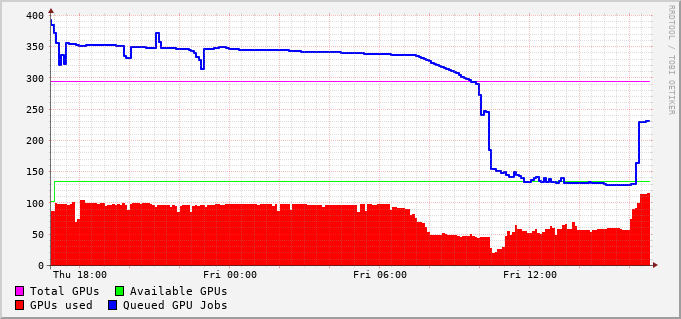 400
350
300
250
200
150
100
50
0
Thu 18:00 Fri 00:00 Fri 06:00 Fri 12:00
Total GPUs Available GPUs
GPUs used Queued GPU Jobs
RRDTOOL / TOBI OETIKER